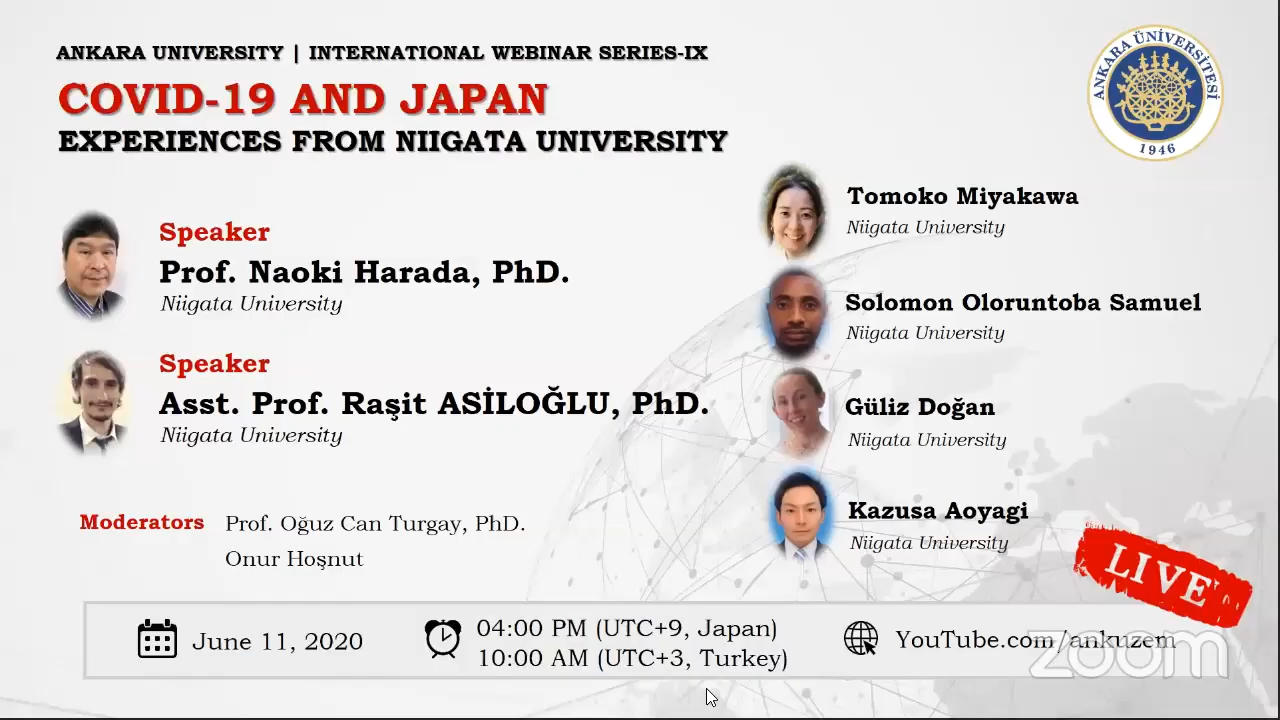 ANKARA UNIVERSITY | INTERNATIONAL WEBINAR SERIES-IX
COVID-19 AND JAPAN
EXPERIENCES FROM NIIGATA UNIVERSITY
ANKARA ÜNİVERSİTESİ
1946
Speaker
Prof. Naoki Harada, PhD.
Niigata University
Speaker
Asst. Prof. Raşit ASİLOĞLU, PhD.
Niigata University
Moderators Prof. Oğuz Can Turgay, PhD.
Onur Hoşnut
Tomoko Miyakawa
Niigata University
Solomon Oloruntoba Samuel
Niigata University
Güliz Doğan
Niigata University
Kazusa Aoyagi
Niigata University
LIVE
June 11, 2020
04:00 PM (UTC+9, Japan)
10:00 AM (UTC+3, Turkey)
YouTube.com/ankuzem
zoom